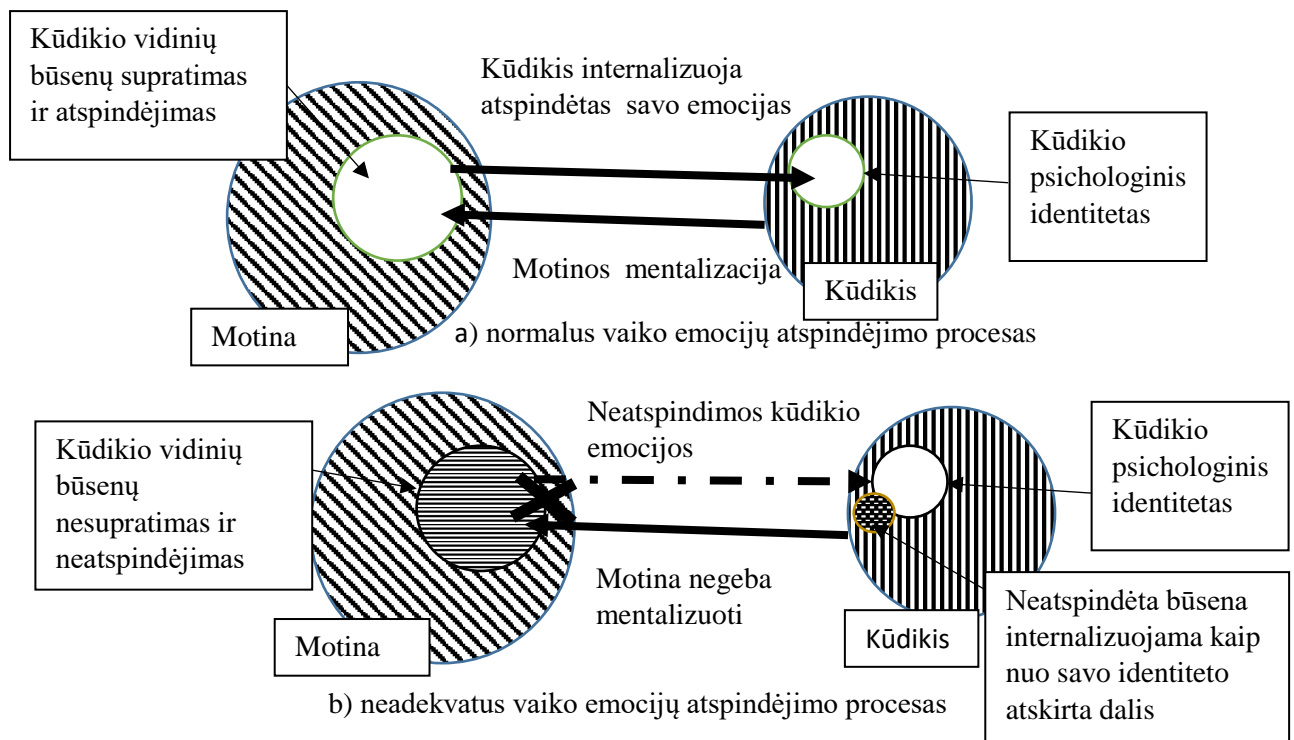 Kūdikio vidinių
būsenų supratimas
ir atspindėjimas
Kūdikis internalizuoja
atspindėtas savo emocijas
Kūdikio
psichologinis
identitetas
Motinos mentalizacija
Kūdikis
Motina
a) normalus vaiko emocijų atspindėjimo procesas
Kūdikio vidinių
būsenų
nesupratimas ir
neatspindėjimas
Neatspindimos kūdikio
emocijos
Kūdikio
psichologinis
identitetas
Motina negeba
mentalizuoti
Motina
Kūdikis
Neatspindėta būsena
internalizuojama kaip
nuo savo identiteto
atskirta dalis
b) neadekvatus vaiko emocijų atspindėjimo procesas